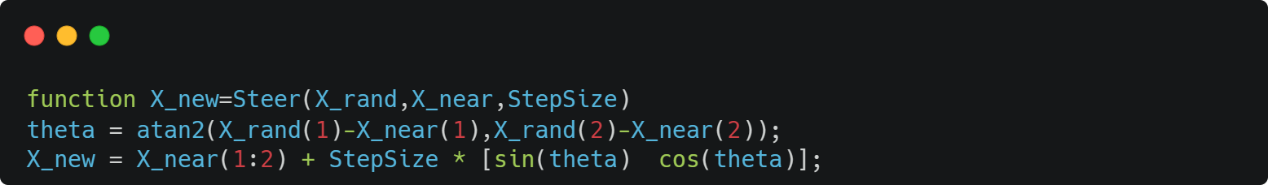 function X_new=Steer(X_rand,X_near,StepSize)
theta = atan2(X_rand(1)-X_near(1),X_rand(2)-X_near(2));
X_new = X_near(1:2) + StepSize * [sin(theta)  cos(theta)];